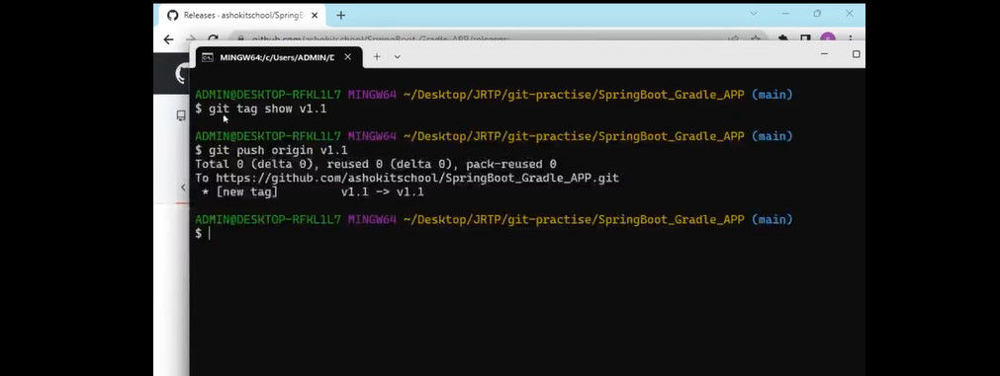 Releases - ashokitschool/SpringB
github.com/ashokitschool/SpringBoot_Gradle_APP/releases
MINGW64:/c/Users/ADMIN/D
ADMIN@DESKTOP-RFKL1L7 MINGW64 ~/Desktop/JRTP/git-practise/SpringBoot_Gradle_APP (main)
$ git tag show v1.1
ADMIN@DESKTOP-RFKL1L7 MINGW64 ~/Desktop/JRTP/git-practise/SpringBoot_Gradle_APP (main)
$ git push origin v1.1
Total 0 (delta 0), reused 0 (delta 0), pack-reused 0
To https://github.com/ashokitschool/SpringBoot_Gradle_APP.git
* [new tag] v1.1 -> v1.1
ADMIN@DESKTOP-RFKL1L7 MINGW64 ~/Desktop/JRTP/git-practise/SpringBoot_Gradle_APP (main)
$